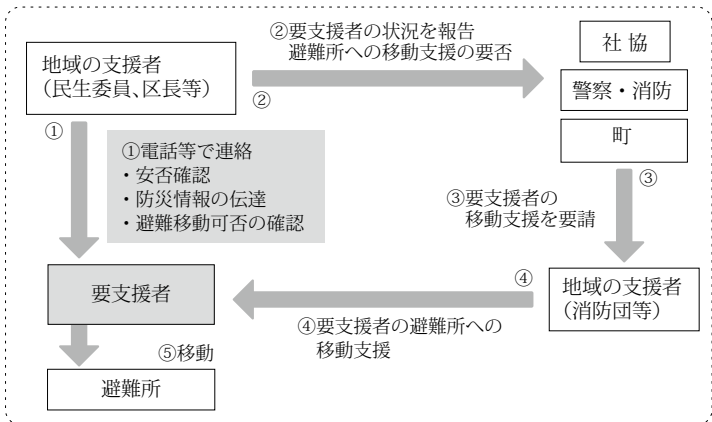 地域の支援者
（民生委員、区長等）
②要支援者の状況を報告
避難所への移動支援の要否
②
社 協
警察・消防
町
①
①電話等で連絡
・安否確認
・防災情報の伝達
・避難移動可否の確認
③
③要支援者の
移動支援を要請
要支援者
④
④要支援者の避難所への
移動支援
地域の支援者
（消防団等）
⑤移動
避難所